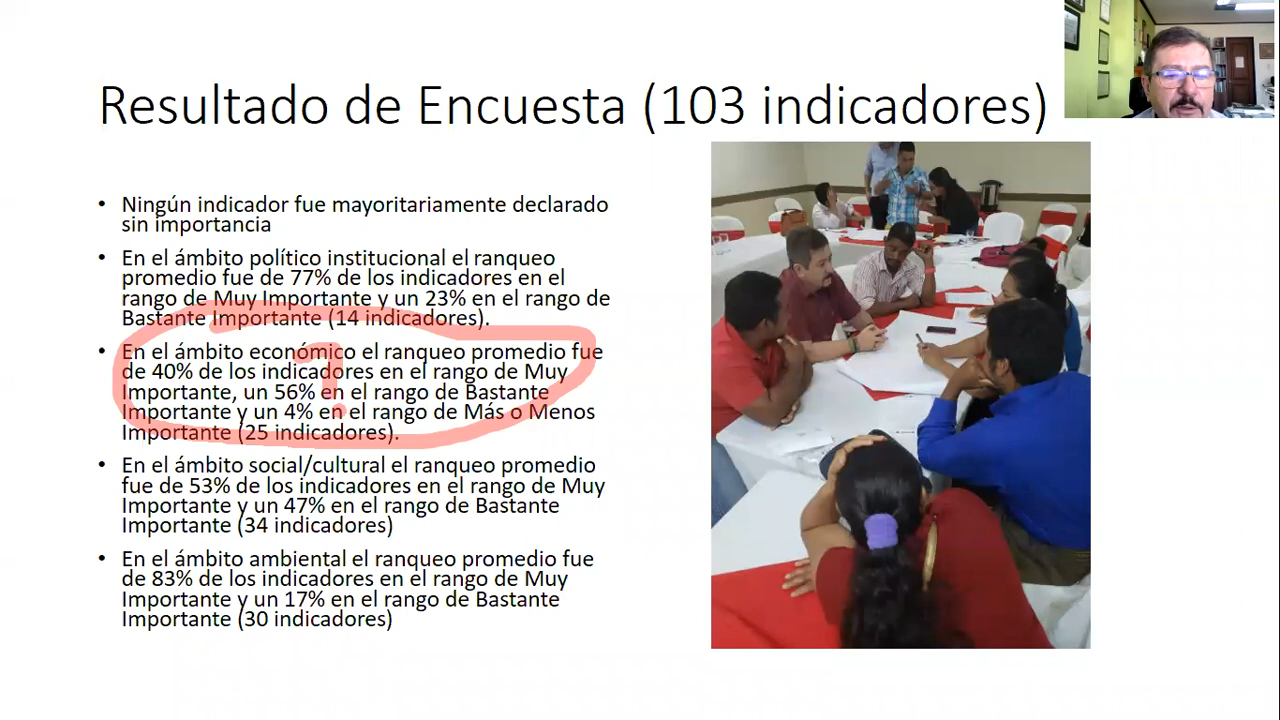 Resultado de Encuesta (103 indicadores)
• Ningún indicador fue mayoritariamente declarado
sin importancia
• En el ámbito político institucional el ranqueo
promedio fue de 77% de los indicadores en el
rango de Muy Importante y un 23% en el rango de
Bastante Importante (14 indicadores).
• En el ámbito económico el ranqueo promedio fue
de 40% de los indicadores en el rango de Muy
Importante, un 56% en el rango de Bastante
Importante y un 4% en el rango de Más o Menos
Importante (25 indicadores).
• En el ámbito social/cultural el ranqueo promedio
fue de 53% de los indicadores en el rango de Muy
Importante y un 47% en el rango de Bastante
Importante (34 indicadores)
• En el ámbito ambiental el ranqueo promedio fue
de 83% de los indicadores en el rango de Muy
Importante y un 17% en el rango de Bastante
Importante (30 indicadores)